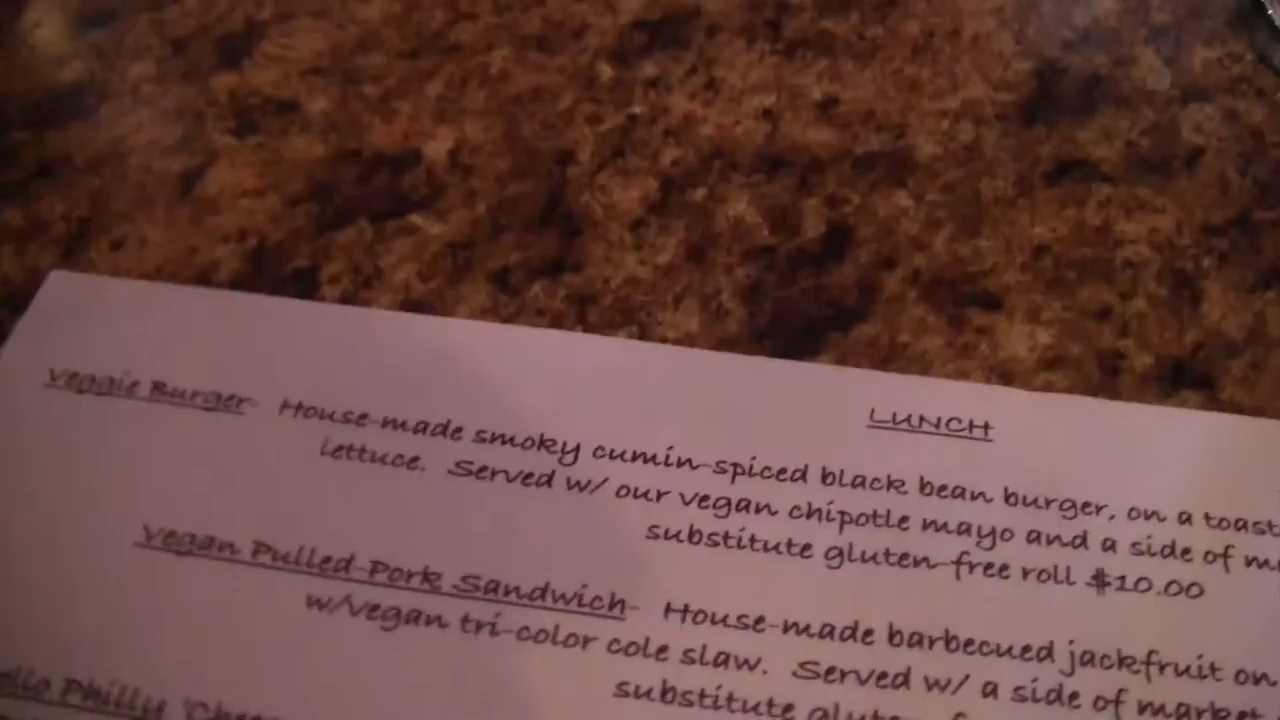 LUNCH
Veggie Burger- House-made smoky cumin-spiced black bean burger, on a toast
lettuce. Served w/ our vegan chipotle mayo and a side of
substitute gluten-free roll $10.00
Vegan Pulled-Pork Sandwich- House-made barbecued jackfruit on
w/vegan tri-color cole slaw. Served w/ a side of market
substitute
Philly